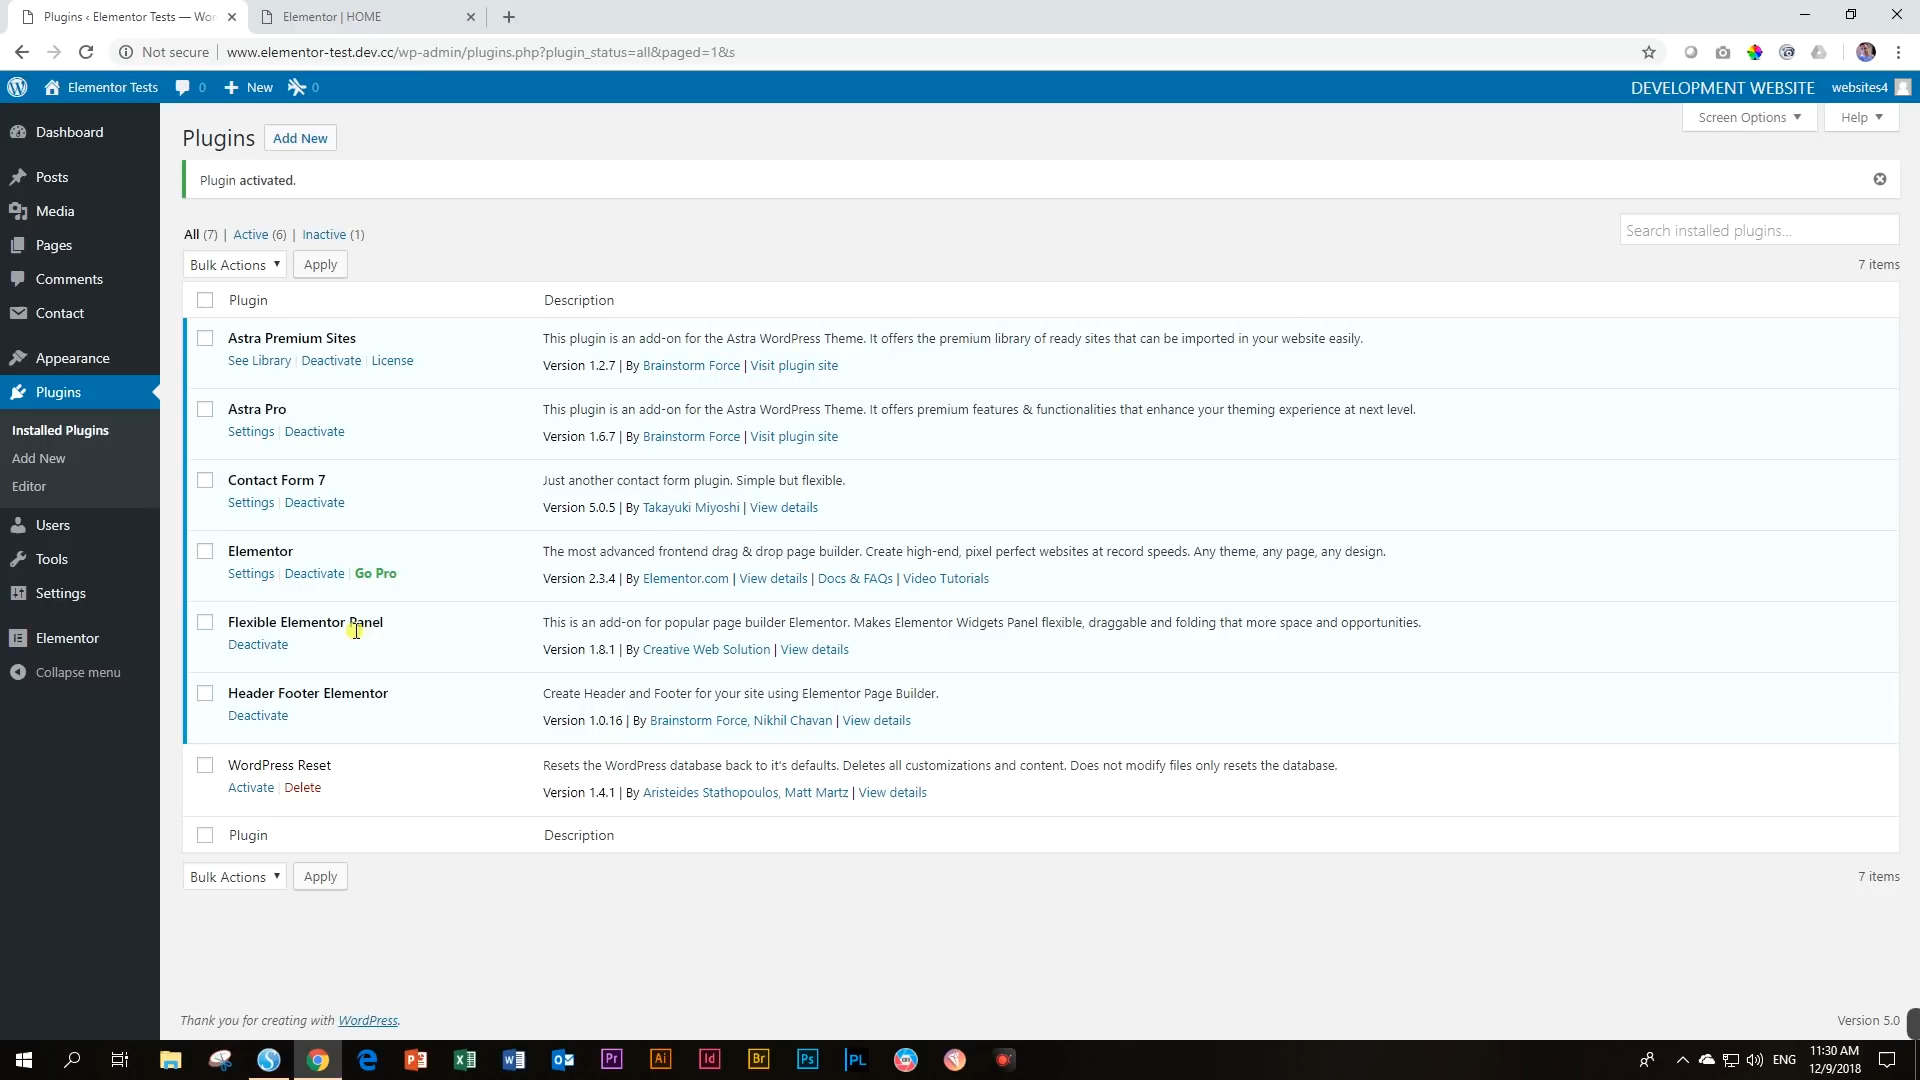 Plugins ‹ Elementor Tests — Wor
Elementor | HOME
Not secure
www.elementor-test.dev.cc/wp-admin/plugins.php?plugin_status=all&paged=1&s
Elementor Tests 0 New 0
DEVELOPMENT WEBSITE websites4
Screen Options Help
Dashboard
Posts
Media
Pages
Comments
Contact
Appearance
Plugins
Installed Plugins
Add New
Editor
Users
Tools
Settings
Elementor
Collapse menu
Plugins Add New
Plugin activated.
All (7) | Active (6) | Inactive (1)
Search installed plugins...
Bulk Actions Apply
7 items
Plugin Description
Astra Premium Sites
See Library | Deactivate | License
This plugin is an add-on for the Astra WordPress Theme. It offers the premium library of ready sites that can be imported in your website easily.
Version 1.2.7 | By Brainstorm Force | Visit plugin site
Astra Pro
Settings | Deactivate
This plugin is an add-on for the Astra WordPress Theme. It offers premium features & functionalities that enhance your theming experience at next level.
Version 1.6.7 | By Brainstorm Force | Visit plugin site
Contact Form 7
Settings | Deactivate
Just another contact form plugin. Simple but flexible.
Version 5.0.5 | By Takayuki Miyoshi | View details
Elementor
Settings | Deactivate | Go Pro
The most advanced frontend drag & drop page builder. Create high-end, pixel perfect websites at record speeds. Any theme, any page, any design.
Version 2.3.4 | By Elementor.com | View details | Docs & FAQs | Video Tutorials
Flexible Elementor Panel
Deactivate
This is an add-on for popular page builder Elementor. Makes Elementor Widgets Panel flexible, draggable and folding that more space and opportunities.
Version 1.8.1 | By Creative Web Solution | View details
Header Footer Elementor
Deactivate
Create Header and Footer for your site using Elementor Page Builder.
Version 1.0.16 | By Brainstorm Force, Nikhil Chavan | View details
WordPress Reset
Activate | Delete
Resets the WordPress database back to it's defaults. Deletes all customizations and content. Does not modify files only resets the database.
Version 1.4.1 | By Aristeides Stathopoulos, Matt Martz | View details
Plugin Description
Bulk Actions Apply
7 items
Thank you for creating with WordPress.
Version 5.0
Pr Ai Id Br Ps PL
ENG
11:30 AM
12/9/2018